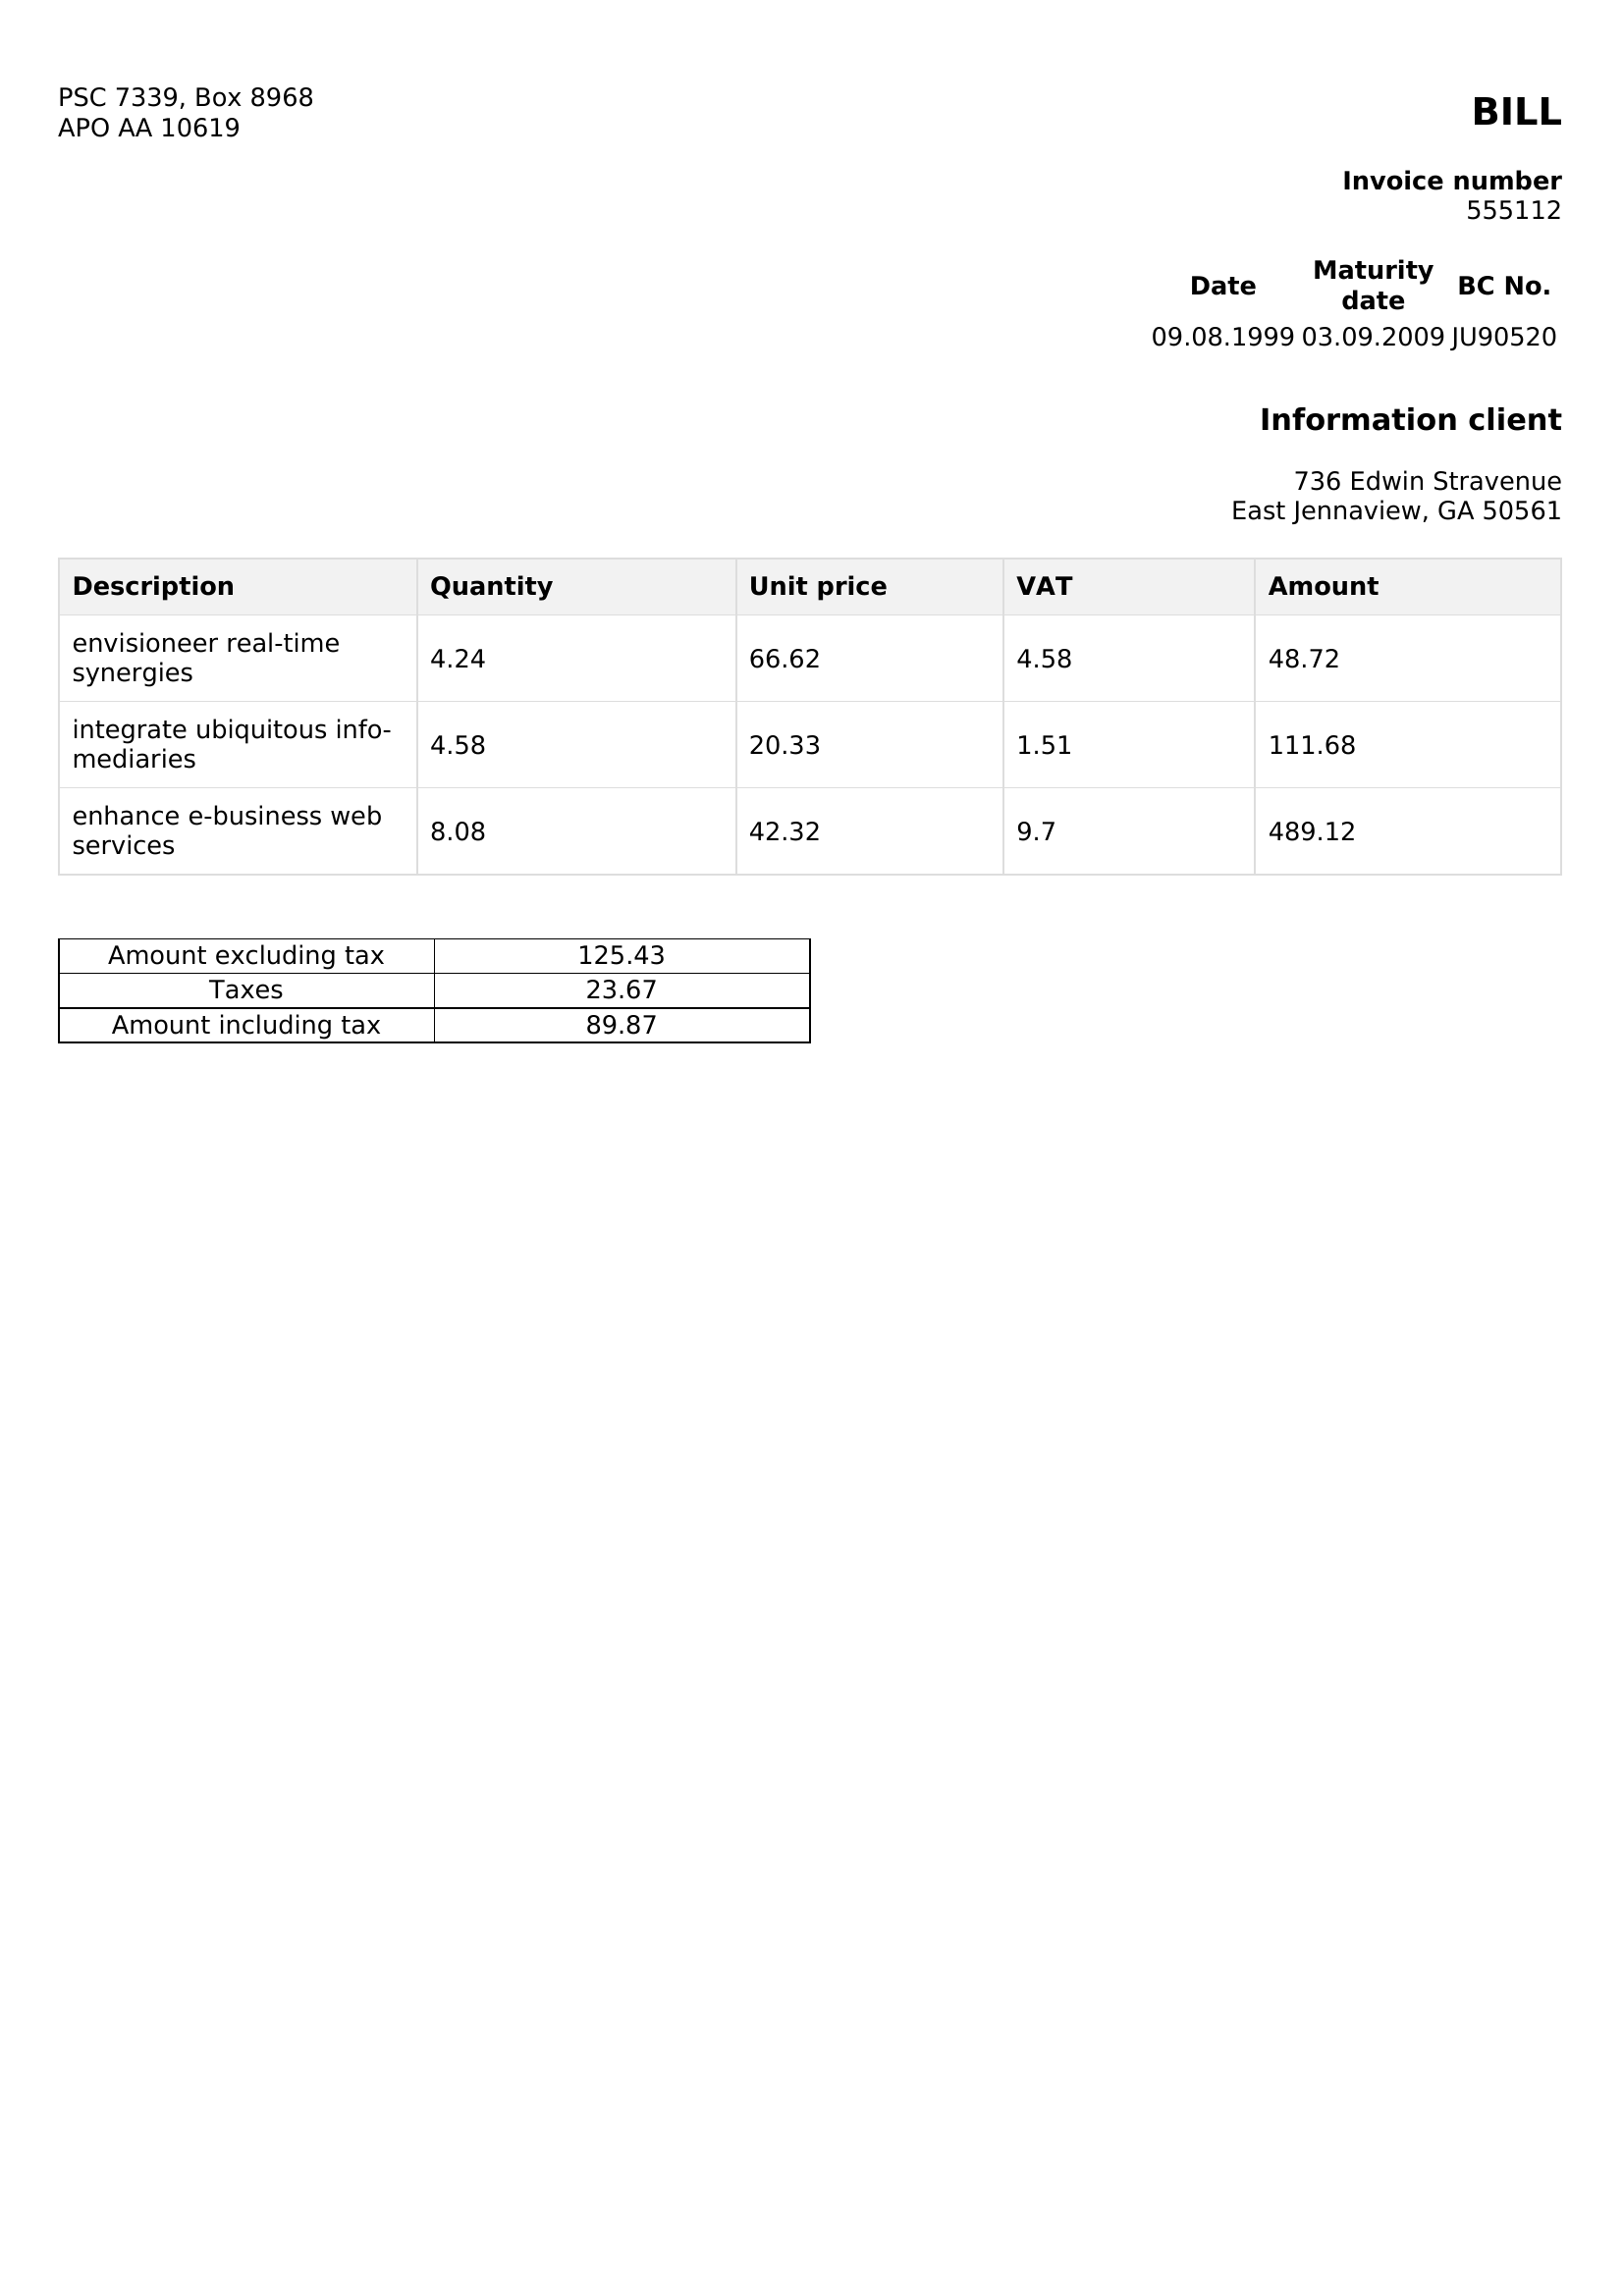 PSC 7339, Box 8968
APO AA 10619
BILL
Invoice number
555112
Date Maturity date BC No.
09.08.1999 03.09.2009 JU90520
Information client
736 Edwin Stravenue
East Jennaview, GA 50561
Description Quantity Unit price VAT Amount
envisioneer real-time
synergies 4.24 66.62 4.58 48.72
integrate ubiquitous info-
mediaries 4.58 20.33 1.51 111.68
enhance e-business web
services 8.08 42.32 9.7 489.12
Amount excluding tax 125.43
Taxes 23.67
Amount including tax 89.87